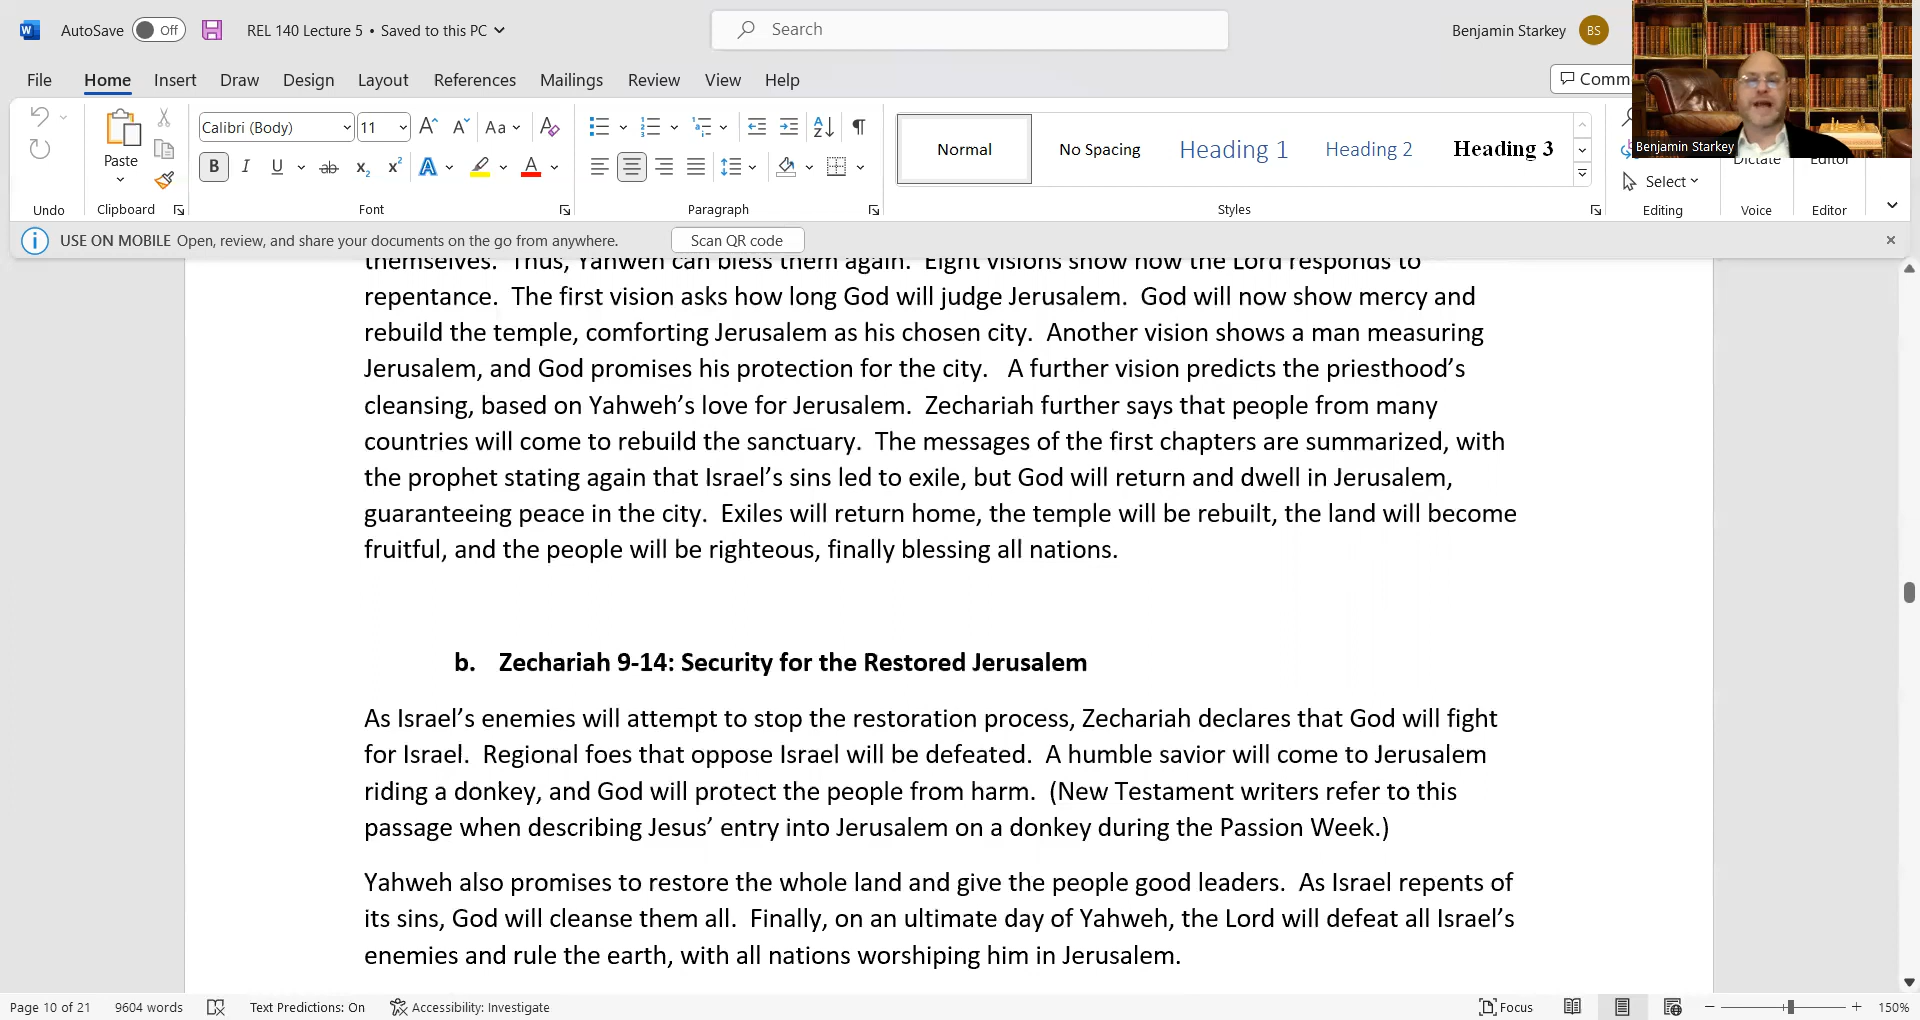 AutoSave Off REL 140 Lecture 5 • Saved to this PC Search Benjamin Starkey BS
File Home Insert Draw Design Layout References Mailings Review View Help Comm
Benjamin Starkey
Paste
Calibri (Body) 11 Aa
B I U ab x₂ x² A A
Normal No Spacing Heading 1 Heading 2 Heading 3
Select Dictate Editor
Undo Clipboard Font Paragraph Styles Editing Voice Editor
USE ON MOBILE Open, review, and share your documents on the go from anywhere. Scan QR code
themselves. Thus, Yahweh can bless them again. Eight visions show how the Lord responds to
repentance. The first vision asks how long God will judge Jerusalem. God will now show mercy and
rebuild the temple, comforting Jerusalem as his chosen city. Another vision shows a man measuring
Jerusalem, and God promises his protection for the city. A further vision predicts the priesthood’s
cleansing, based on Yahweh’s love for Jerusalem. Zechariah further says that people from many
countries will come to rebuild the sanctuary. The messages of the first chapters are summarized, with
the prophet stating again that Israel’s sins led to exile, but God will return and dwell in Jerusalem,
guaranteeing peace in the city. Exiles will return home, the temple will be rebuilt, the land will become
fruitful, and the people will be righteous, finally blessing all nations.
b. Zechariah 9-14: Security for the Restored Jerusalem
As Israel’s enemies will attempt to stop the restoration process, Zechariah declares that God will fight
for Israel. Regional foes that oppose Israel will be defeated. A humble savior will come to Jerusalem
riding a donkey, and God will protect the people from harm. (New Testament writers refer to this
passage when describing Jesus’ entry into Jerusalem on a donkey during the Passion Week.)
Yahweh also promises to restore the whole land and give the people good leaders. As Israel repents of
its sins, God will cleanse them all. Finally, on an ultimate day of Yahweh, the Lord will defeat all Israel’s
enemies and rule the earth, with all nations worshiping him in Jerusalem.
Page 10 of 21 9604 words Text Predictions: On Accessibility: Investigate Focus 150%